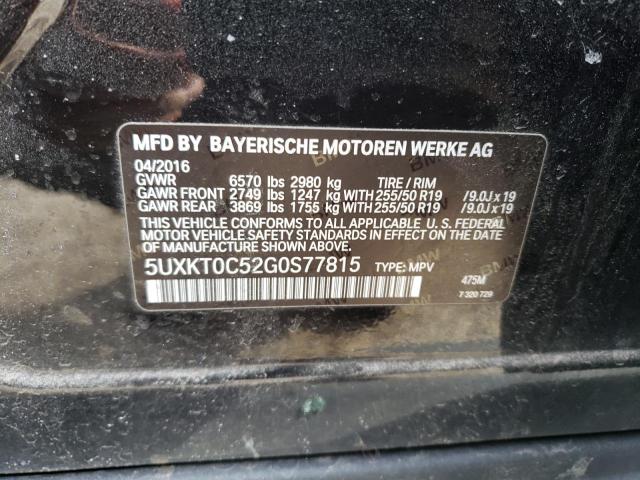 MFD BY BAYERISCHE MOTOREN WERKE AG
04/2016
GVWR 6570 lbs 2980 kg TIRE / RIM
GAWR FRONT 2749 lbs 1247 kg WITH 255/50 R19 /9.0J x 19
GAWR REAR 3869 lbs 1755 kg WITH 255/50 R19 /9.0J x 19
THIS VEHICLE CONFORMS TO ALL APPLICABLE U. S. FEDERAL
MOTOR VEHICLE SAFETY STANDARDS IN EFFECT ON THE DATE
OF MANUFACTURE SHOWN ABOVE.
5UXKT0C52G0S77815 TYPE: MPV 475M
7 320 729